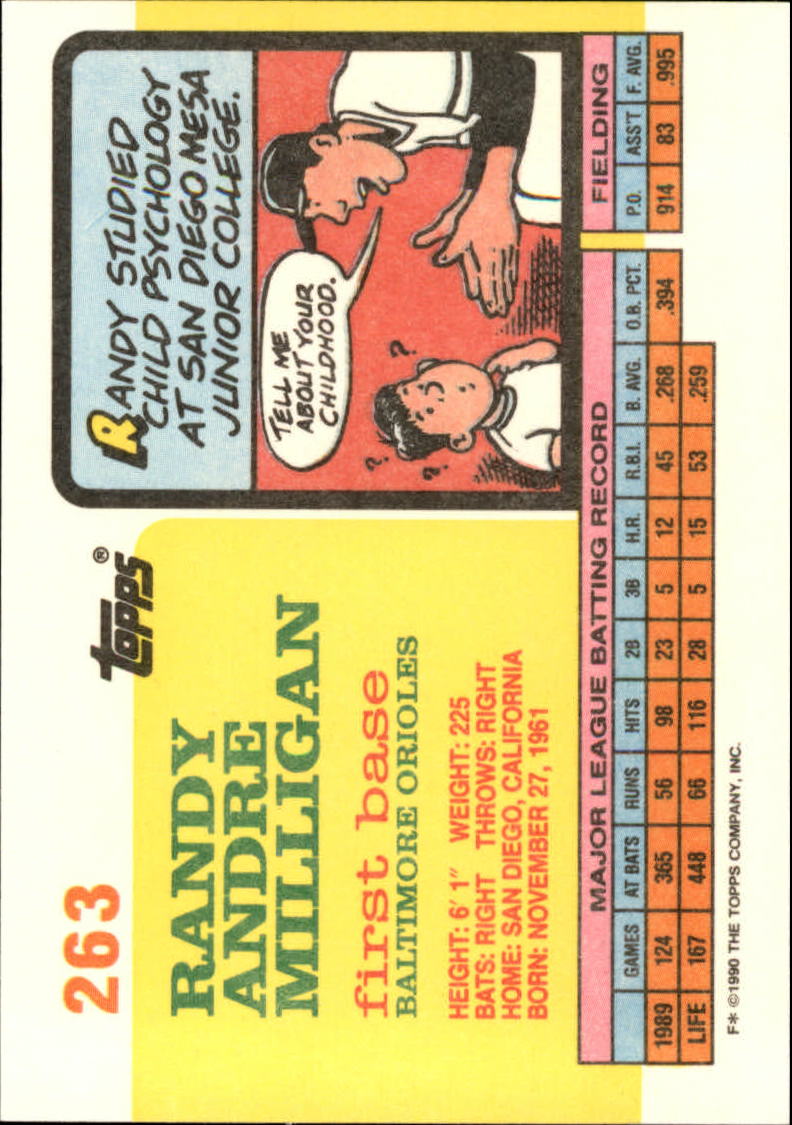 263
Topps®
RANDY
ANDRE
MILLIGAN
first base
BALTIMORE ORIOLES
HEIGHT: 6' 1" WEIGHT: 225
BATS: RIGHT THROWS: RIGHT
HOME: SAN DIEGO, CALIFORNIA
BORN: NOVEMBER 27, 1961
RANDY STUDIED
CHILD PSYCHOLOGY
AT SAN DIEGO MESA
JUNIOR COLLEGE.
TELL ME
ABOUT YOUR
CHILDHOOD.
? ? ?
MAJOR LEAGUE BATTING RECORD FIELDING
GAMES AT BATS RUNS HITS 2B 3B H.R. R.B.I. B. AVG. O.B. PCT. P.O. ASS'T F. AVG.
1989 124 365 56 98 23 5 12 45 .268 .394 914 83 .995
LIFE 167 448 66 116 28 5 15 53 .259
F* ©1990 THE TOPPS COMPANY, INC.